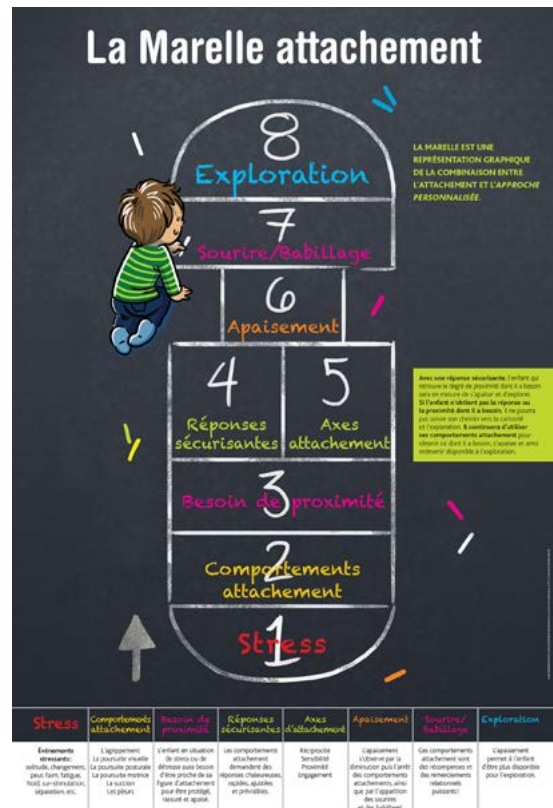 La Marelle attachement
8
Exploration
LA MARELLE EST UNE
REPRÉSENTATION GRAPHIQUE
DE LA COMBINAISON ENTRE
L'ATTACHEMENT ET L'APPROCHE
PERSONNALISÉE.
7
Sourire/Babillage
6
Apaisement
4
Réponses
sécurisantes
5
Axes
attachement
Avec une réponse sécurisante, l'enfant qui
retrouve le degré de proximité dont il a besoin
sera en mesure de s'apaiser et d'explorer.
Si l'enfant n'obtient pas la réponse ou
la proximité dont il a besoin, il ne pourra
pas suivre son chemin vers la curiosité
et l'exploration. Il continuera d'utiliser
ses comportements attachement pour
obtenir ce dont il a besoin, s'apaiser et ainsi
redevenir disponible à l'exploration.
3
Besoin de proximité
2
Comportements
attachement
1
Stress
Stress
Événements
stressants:
solitude, changement,
peur, faim, fatigue,
froid, sur-stimulation,
séparation, etc.
Comportements
attachement
L'agrippement
La poursuite visuelle
La poursuite posturale
La poursuite motrice
La succion
Les pleurs
Besoin de
proximité
L'enfant en situation
de stress ou de
détresse aura besoin
d'être proche de sa
figure d'attachement
pour être protégé,
rassuré et apaisé.
Réponses
sécurisantes
Les comportements
attachement
demandent des
réponses chaleureuses,
rapides, ajustées
et prévisibles.
Axes
d'attachement
Réciprocité
Sensibilité
Proximité
Engagement
Apaisement
L'apaisement
s'observe par la
diminution puis l'arrêt
des comportements
attachements, ainsi
que par l'apparition
des sourires
et des babillages
Sourire/
Babillage
Ces comportements
attachement sont
des récompenses et
des remerciements
relationnels
puissants!
Exploration
L'apaisement
permet à l'enfant
d'être plus disponible
pour l'exploration.